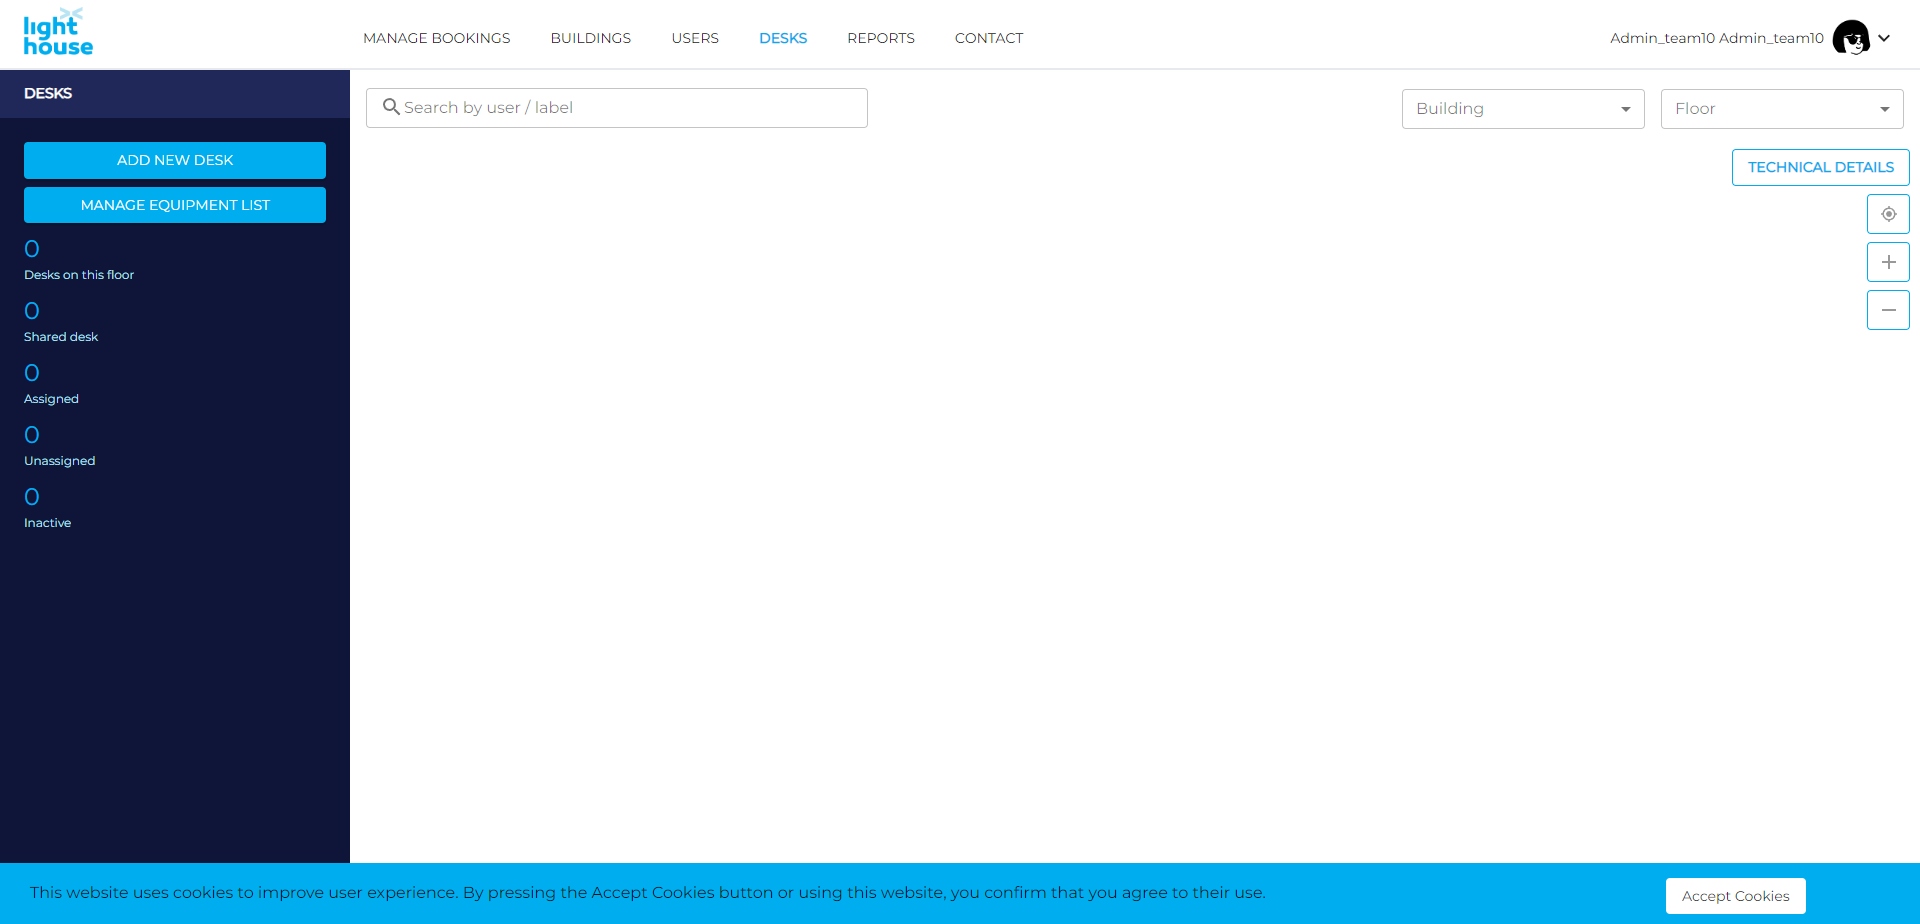 light
house
MANAGE BOOKINGS
BUILDINGS
USERS
DESKS
REPORTS
CONTACT
Admin_team10 Admin_team10
DESKS
ADD NEW DESK
MANAGE EQUIPMENT LIST
0
Desks on this floor
0
Shared desk
0
Assigned
0
Unassigned
0
Inactive
Search by user / label
Building
Floor
TECHNICAL DETAILS
This website uses cookies to improve user experience. By pressing the Accept Cookies button or using this website, you confirm that you agree to their use.
Accept Cookies